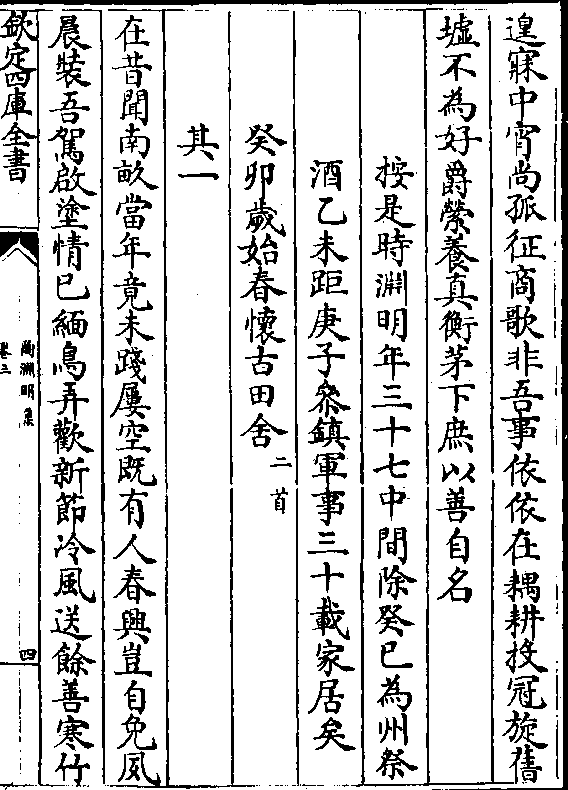 遑寐中宵尚孤征商歌非吾事依依在耦耕投冠旋舊
墟不為好爵縈養真衡茅下庶以善自名
按是時淵明年三十七中間除癸巳為州祭
酒乙未距庚子叅鎮軍事三十載家居矣
癸卯歲始春懷古田舍二首
其一
在昔聞南畝當年竟未踐屢空既有人春興豈自免夙
晨裝吾駕啟塗情已緬鳥弄歡新節冷風送餘善寒竹
欽定四庫全書
陶淵明集
卷三
四